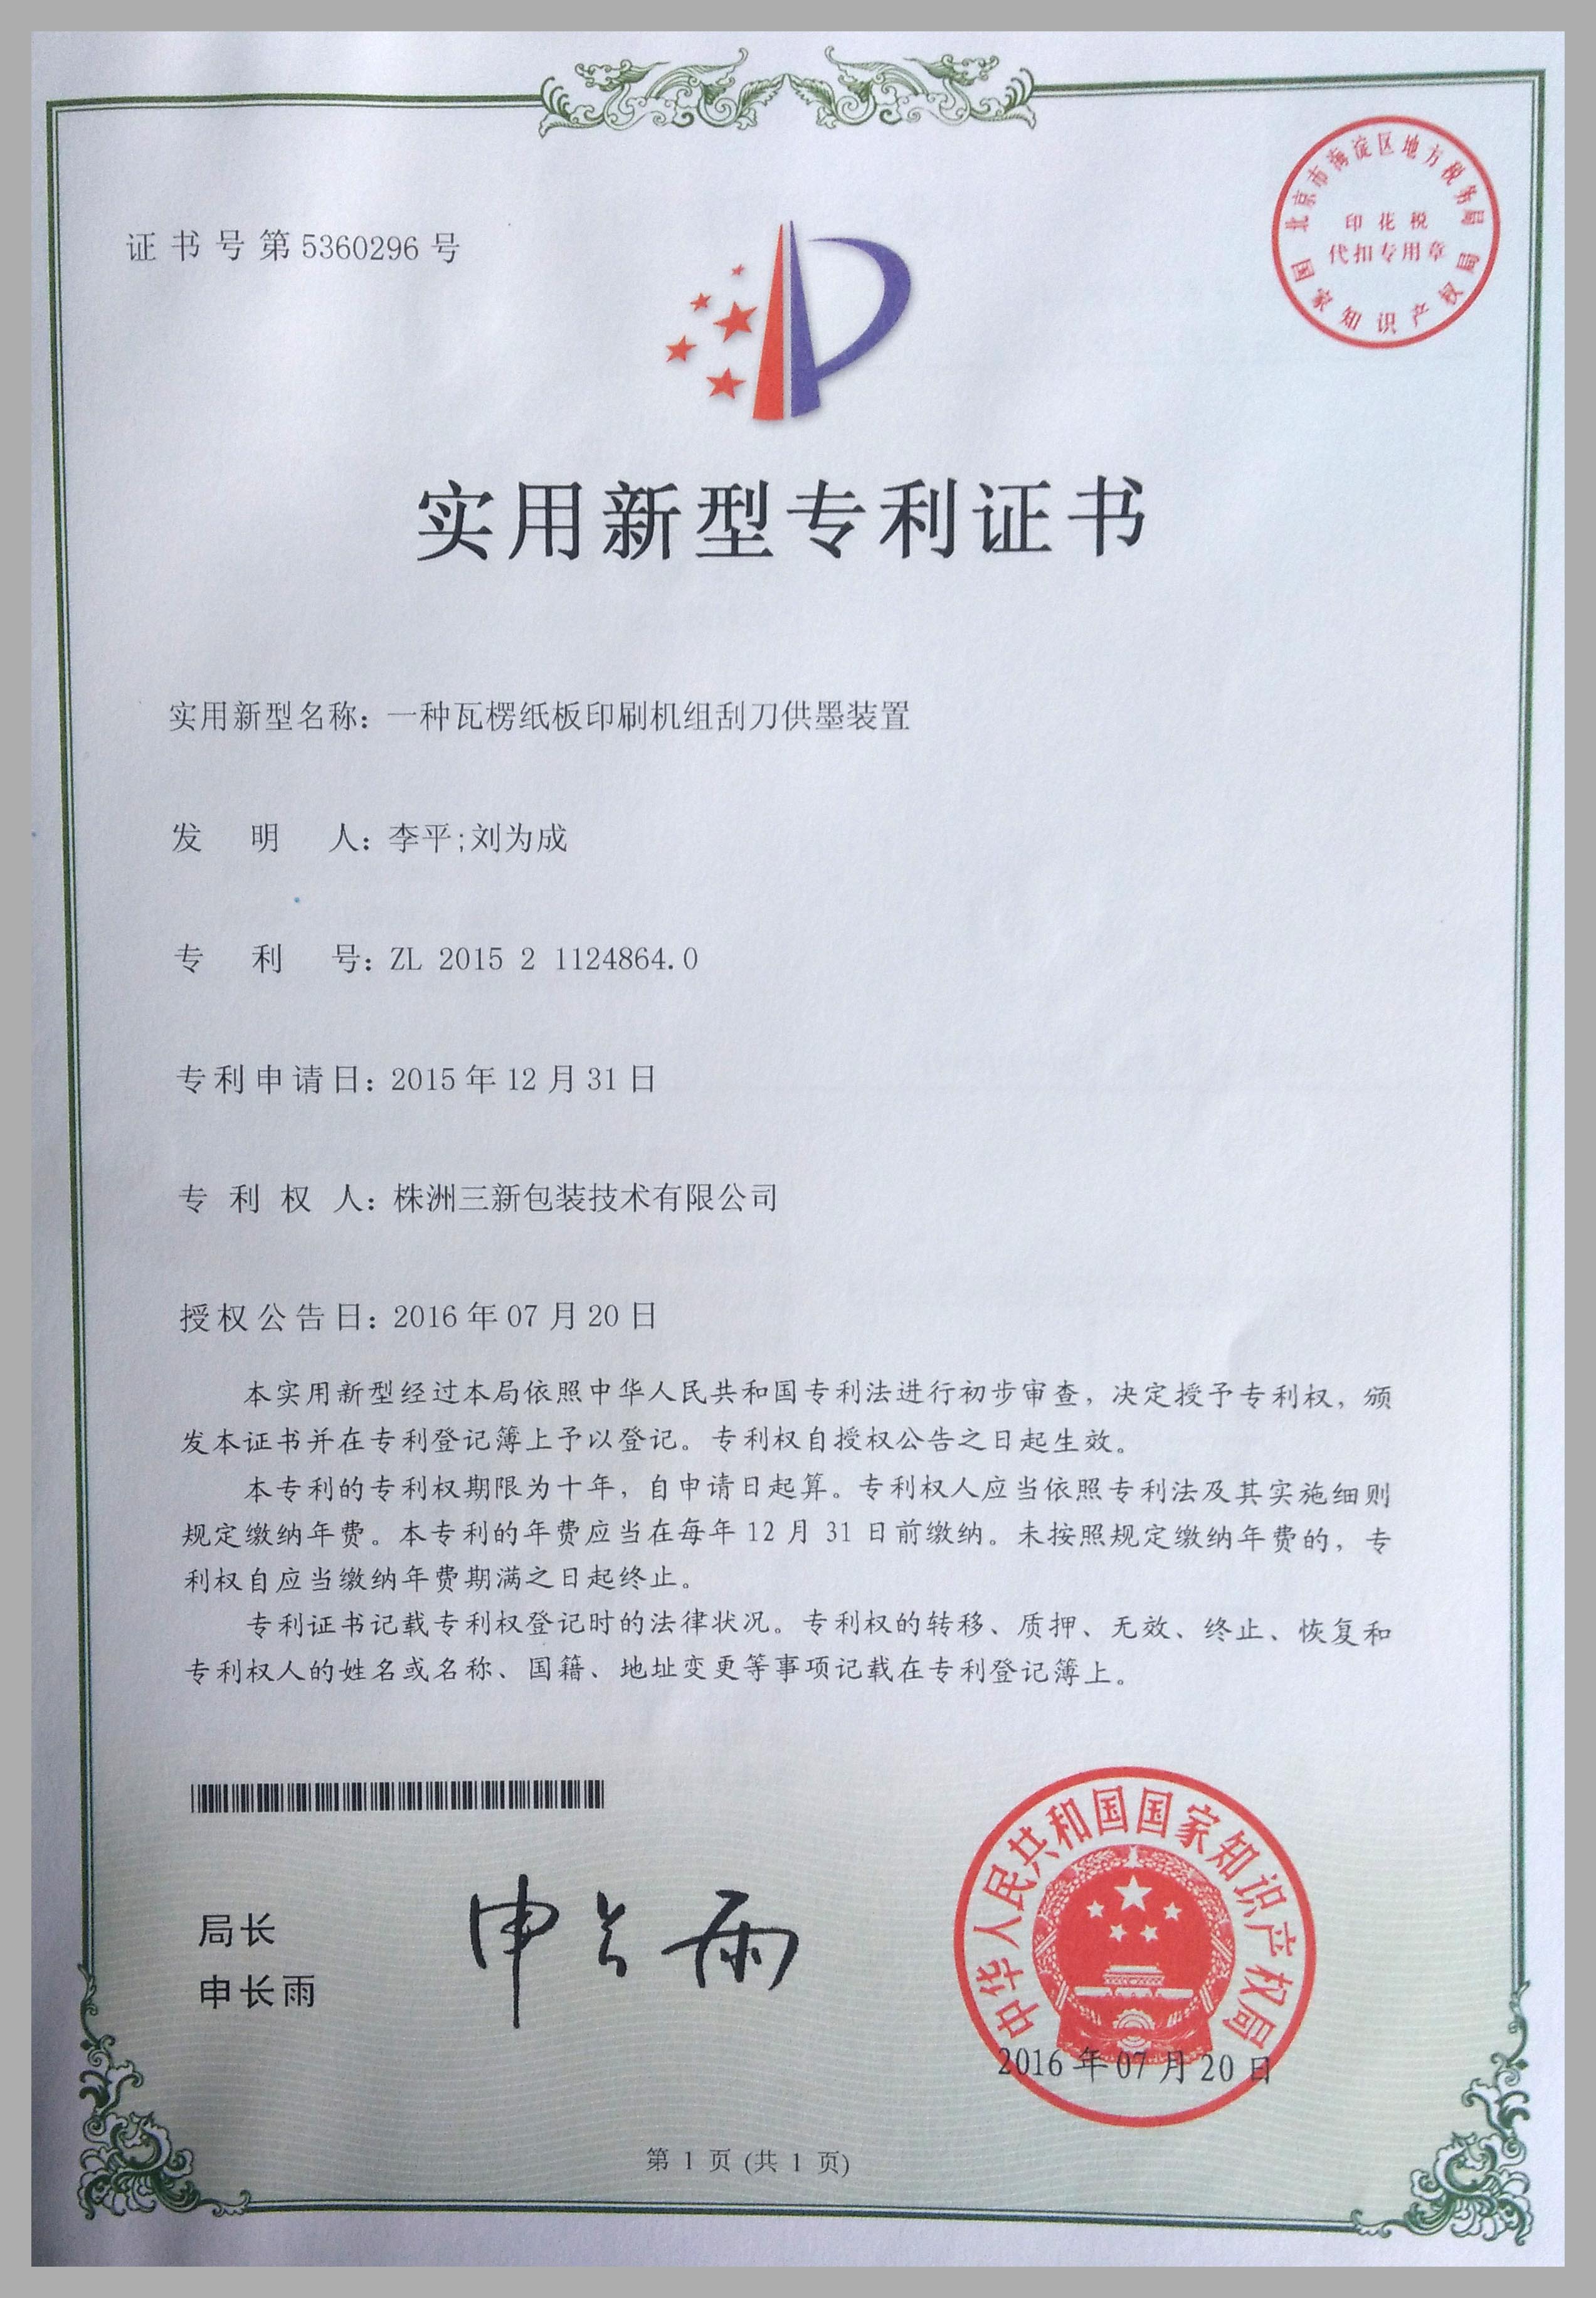 证书号第5360296号
北京市海淀区地方税务局
印花税
代扣专用章
国家知识产权局
实用新型专利证书
实用新型名称：一种瓦楞纸板印刷机组刮刀供墨装置
发明人：李平;刘为成
专利号：ZL 2015 2 1124864.0
专利申请日：2015年12月31日
专利权人：株洲三新包装技术有限公司
授权公告日：2016年07月20日
本实用新型经过本局依照中华人民共和国专利法进行初步审查，决定授予专利权，颁
发本证书并在专利登记簿上予以登记。专利权自授权公告之日起生效。
本专利的专利权期限为十年，自申请日起算。专利权人应当依照专利法及其实施细则
规定缴纳年费。本专利的年费应当在每年12月31日前缴纳。未按照规定缴纳年费的，专
利权自应当缴纳年费期满之日起终止。
专利证书记载专利权登记时的法律状况。专利权的转移、质押、无效、终止、恢复和
专利权人的姓名或名称、国籍、地址变更等事项记载在专利登记簿上。
局长
申长雨
申长雨
中华人民共和国国家知识产权局
2016年07月20日
第 1 页 (共 1 页)